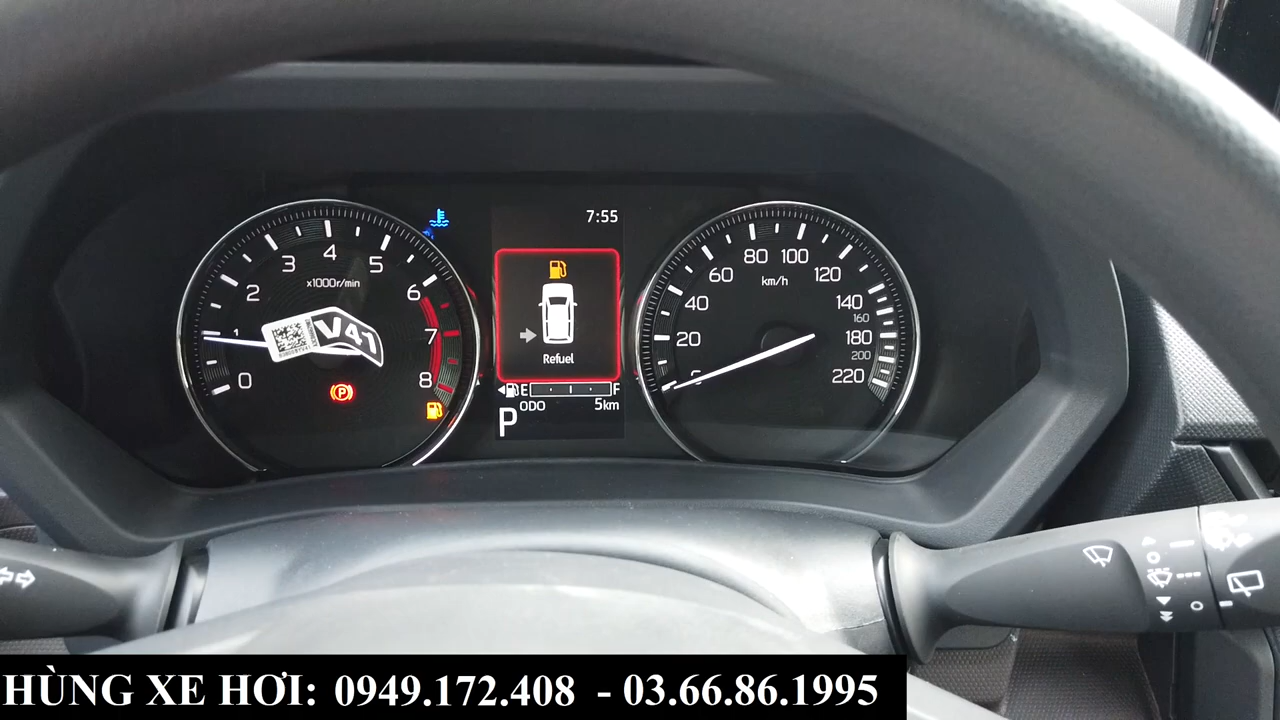 7:55
x1000r/min
0
1
2
3
4
5
6
7
8
V41
P
Refuel
E
F
ODO
5km
P
km/h
0
20
40
60
80
100
120
140
160
180
200
220
HÙNG XE HƠI: 0949.172.408 - 03.66.86.1995